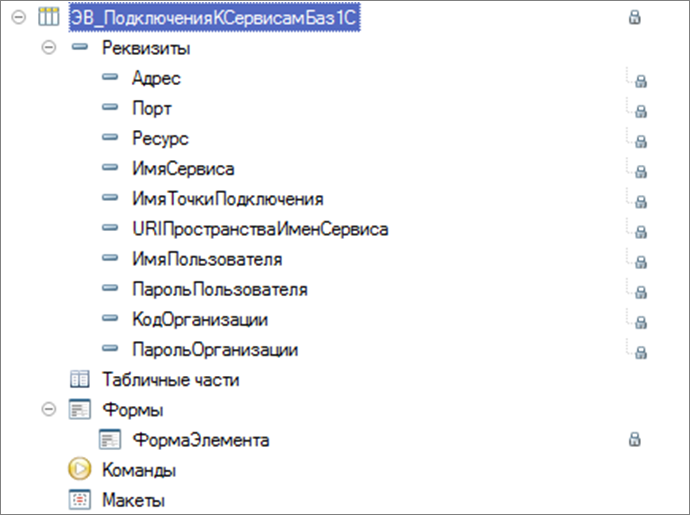 ЭВ_ПодключенияКСервисамБаз1С
Реквизиты
Адрес
Порт
Ресурс
ИмяСервиса
ИмяТочкиПодключения
URIПространстваИменСервиса
ИмяПользователя
ПарольПользователя
КодОрганизации
ПарольОрганизации
Табличные части
Формы
ФормаЭлемента
Команды
Макеты